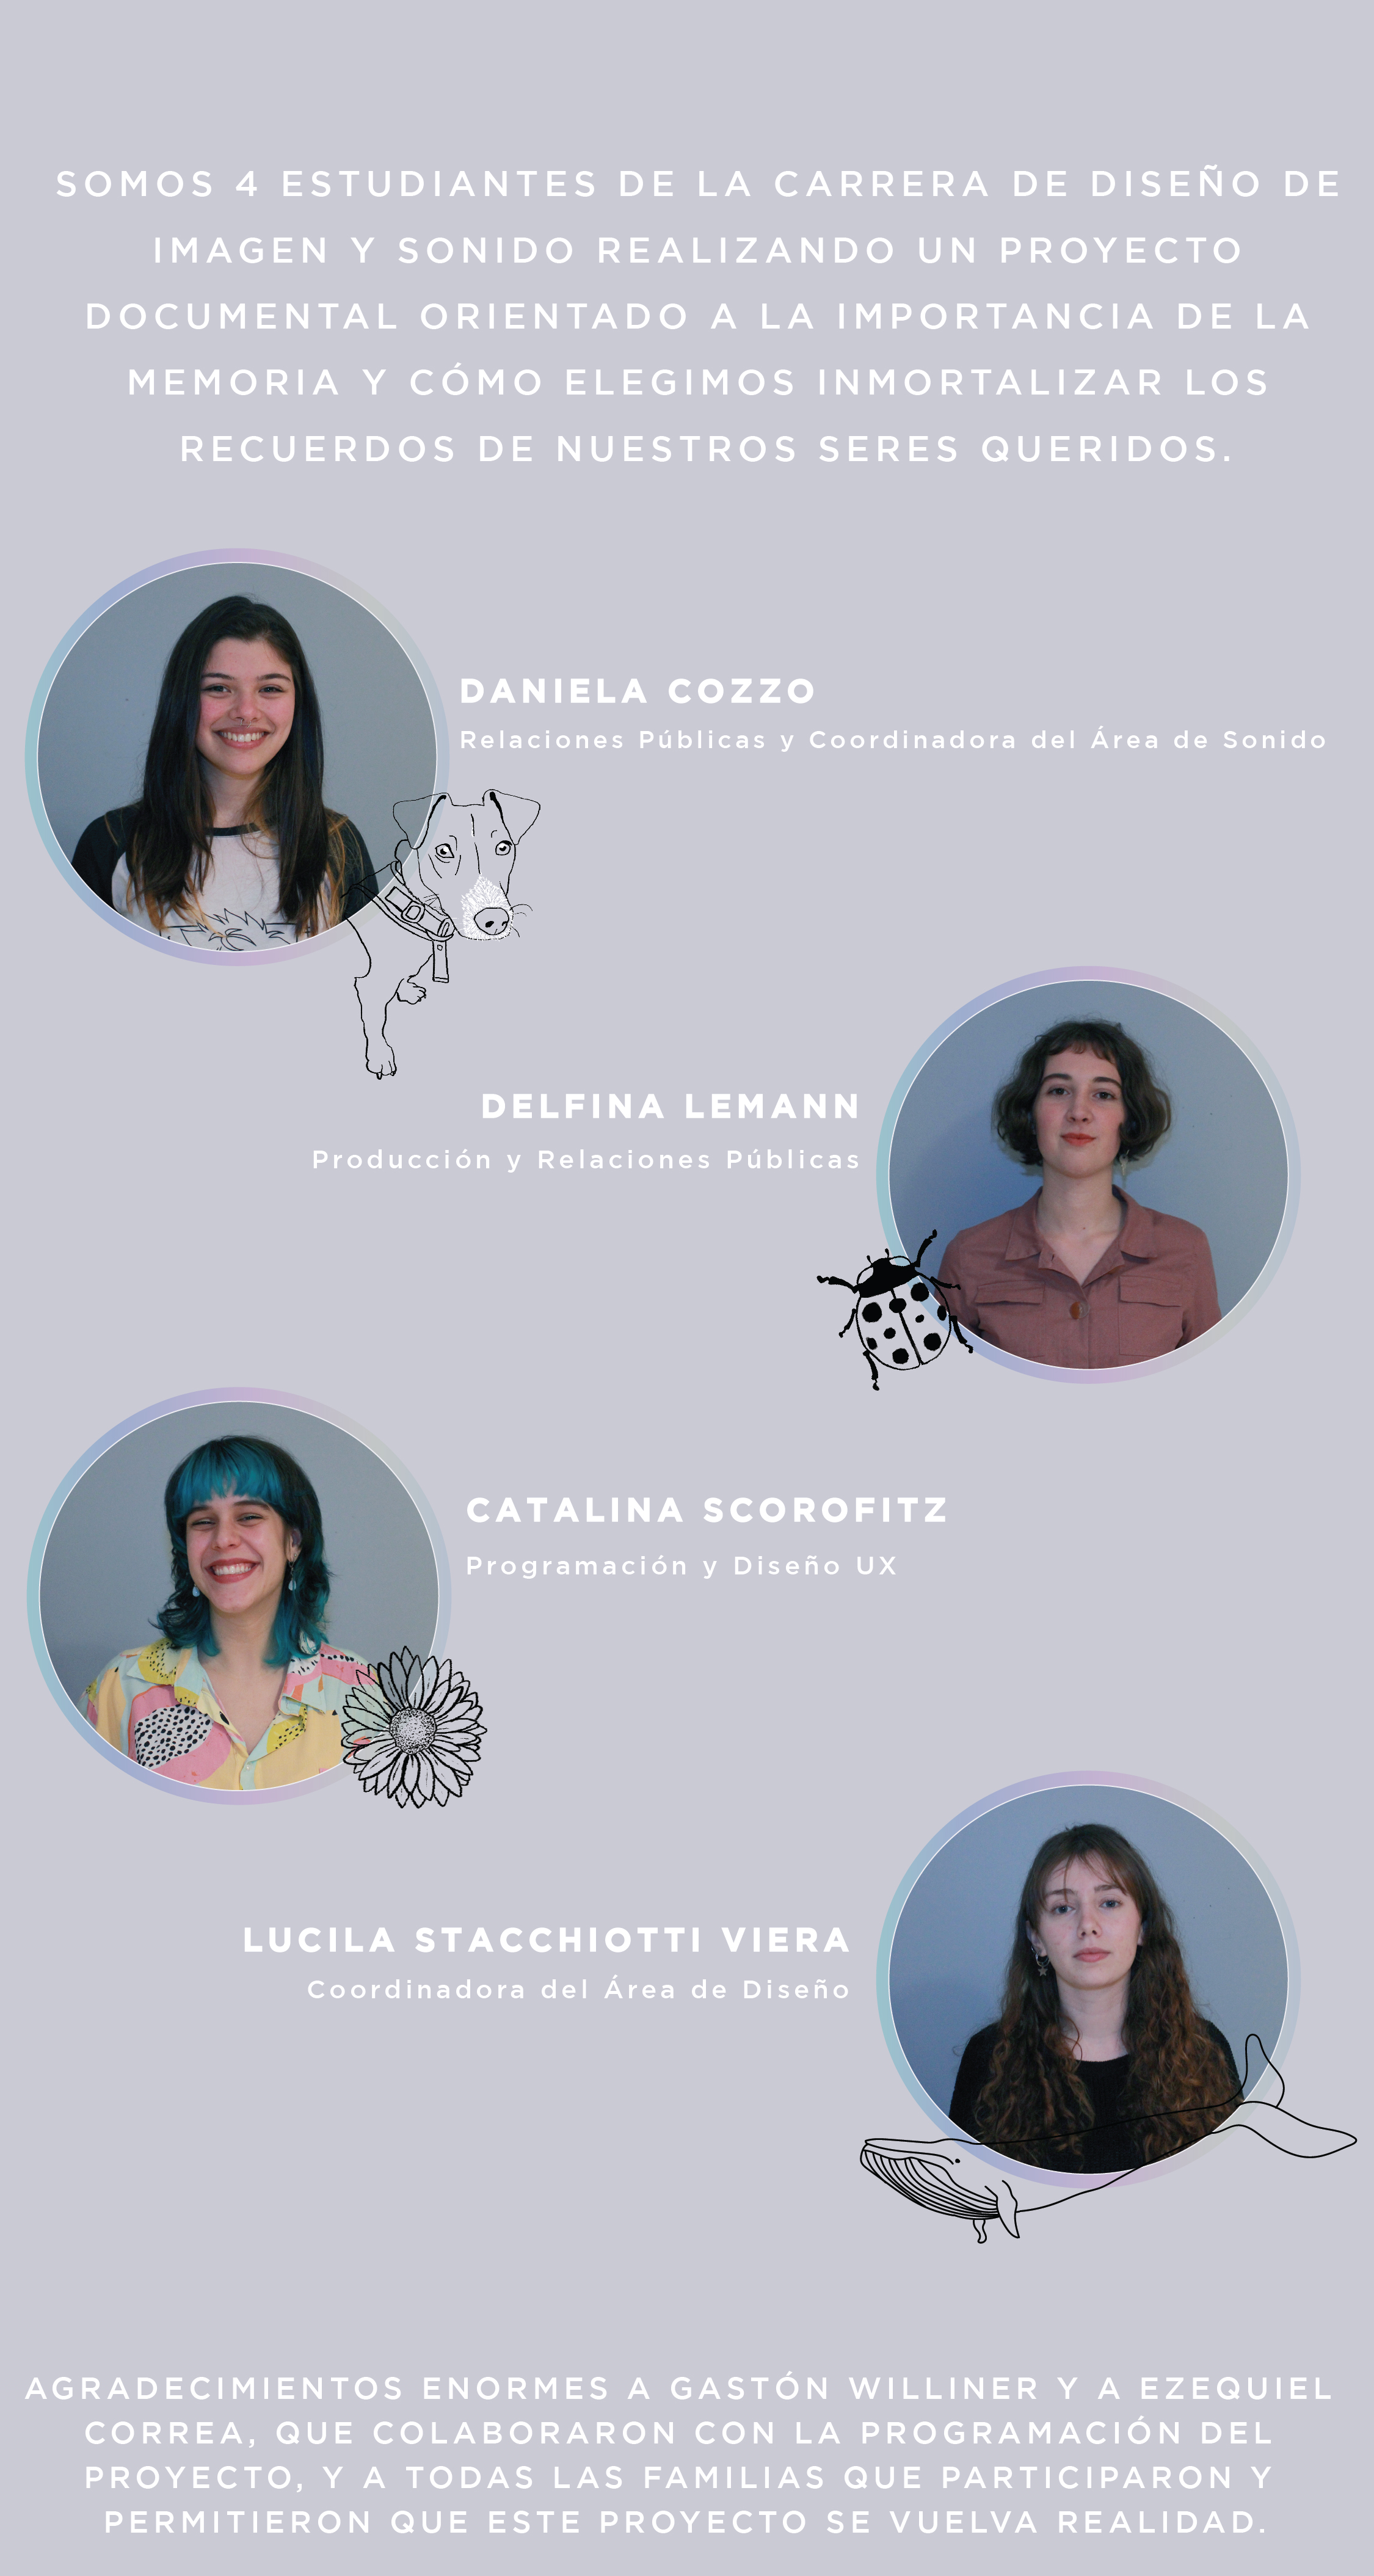 SOMOS 4 ESTUDIANTES DE LA CARRERA DE DISEÑO DE
IMAGEN Y SONIDO REALIZANDO UN PROYECTO
DOCUMENTAL ORIENTADO A LA IMPORTANCIA DE LA
MEMORIA Y CÓMO ELEGIMOS INMORTALIZAR LOS
RECUERDOS DE NUESTROS SERES QUERIDOS.
DANIELA COZZO
Relaciones Públicas y Coordinadora del Área de Sonido
DELFINA LEMANN
Producción y Relaciones Públicas
CATALINA SCOROFITZ
Programación y Diseño UX
LUCILA STACCHIOTTI VIERA
Coordinadora del Área de Diseño
AGRADECIMIENTOS ENORMES A GASTÓN WILLINER Y A EZEQUIEL
CORREA, QUE COLABORARON CON LA PROGRAMACIÓN DEL
PROYECTO, Y A TODAS LAS FAMILIAS QUE PARTICIPARON Y
PERMITIERON QUE ESTE PROYECTO SE VUELVA REALIDAD.